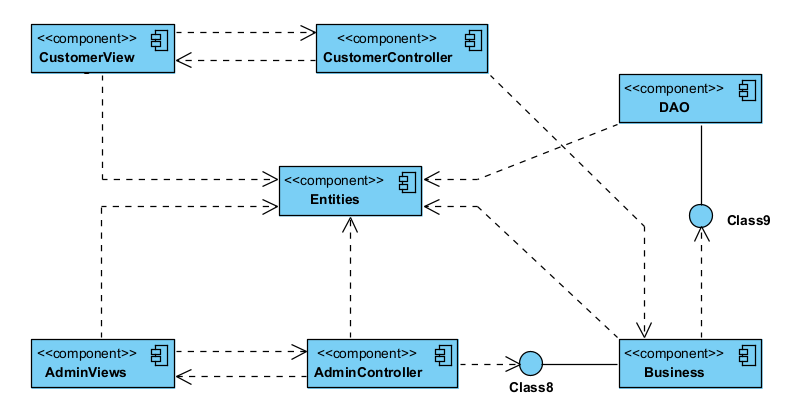 <<component>>
CustomerView
<<component>>
CustomerController
<<component>>
DAO
<<component>>
Entities
Class9
<<component>>
AdminViews
<<component>>
AdminController
Class8
<<component>>
Business